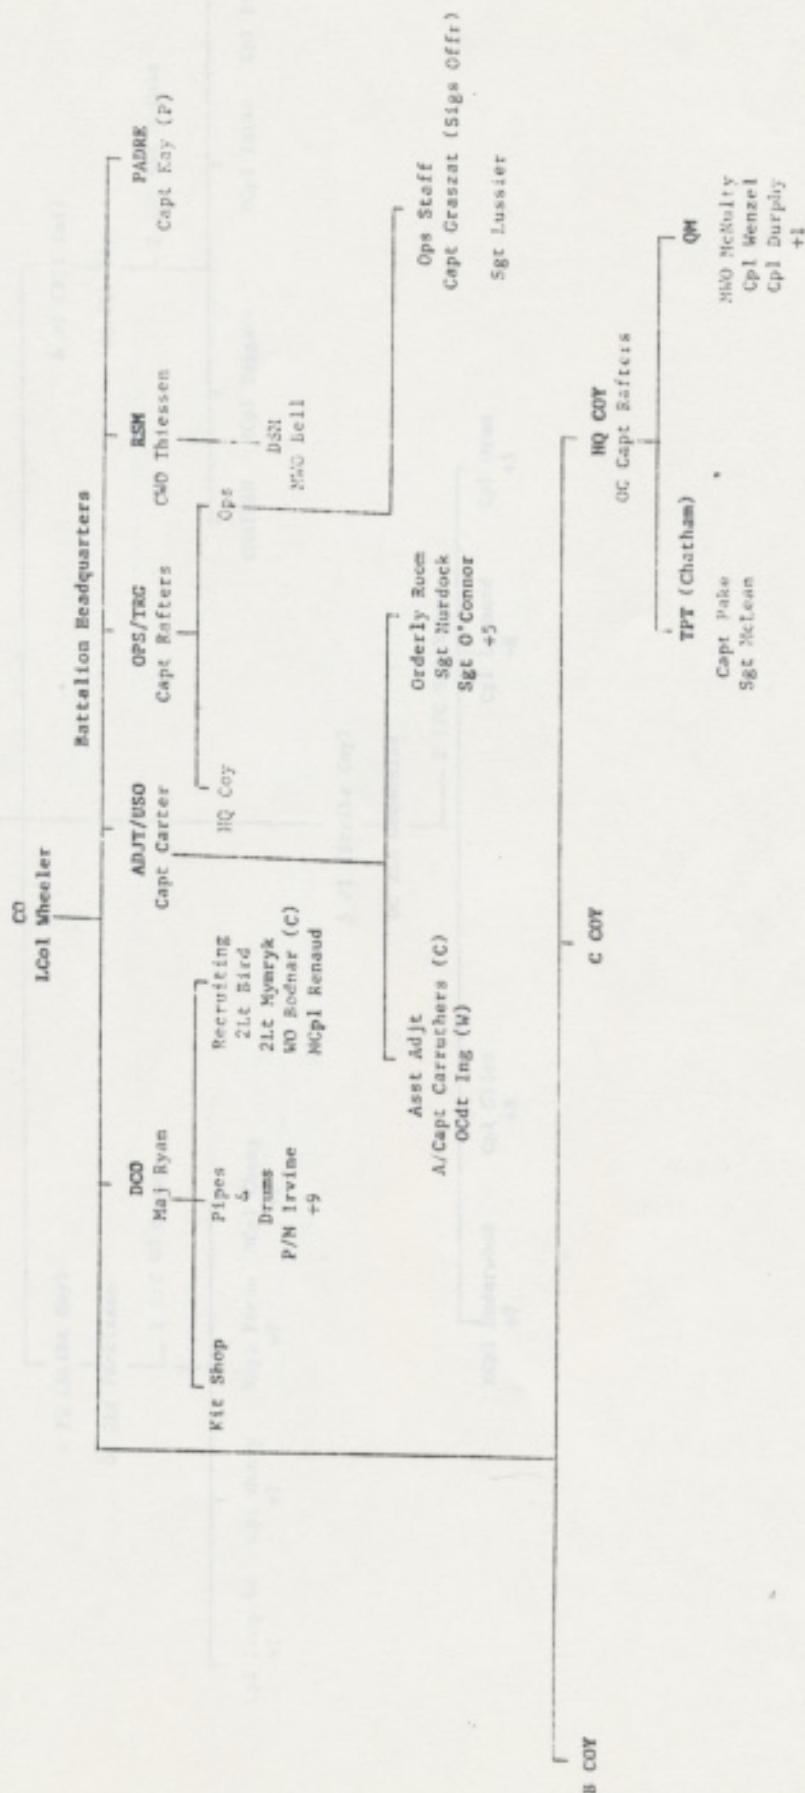 CO
LCol Wheeler
Battalion Headquarters
DCO
Maj Ryan
ADJT/USO
Capt Carter
OPS/TRG
Capt Rafters
RSM
CWO Thiessen
PADRE
Capt Kay (P)
Kit Shop
Pipes
&
Drums
P/M Irvine
+9
Recruiting
2Lt Bird
2Lt Mymryk
WO Bodnar (C)
MCpl Renaud
HQ Coy
Ops
DSM
MWO Bell
Asst Adjt
A/Capt Carruthers (C)
OCdt Ing (W)
Orderly Room
Sgt Murdock
Sgt O'Connor
+5
Ops Staff
Capt Graszat (Sigs Offr)
Sgt Lussier
B COY
C COY
HQ COY
OC Capt Rafters
TPT (Chatham)
Capt Pake
Sgt McLean
QM
MWO McNulty
Cpl Wenzel
Cpl Durphy
+1